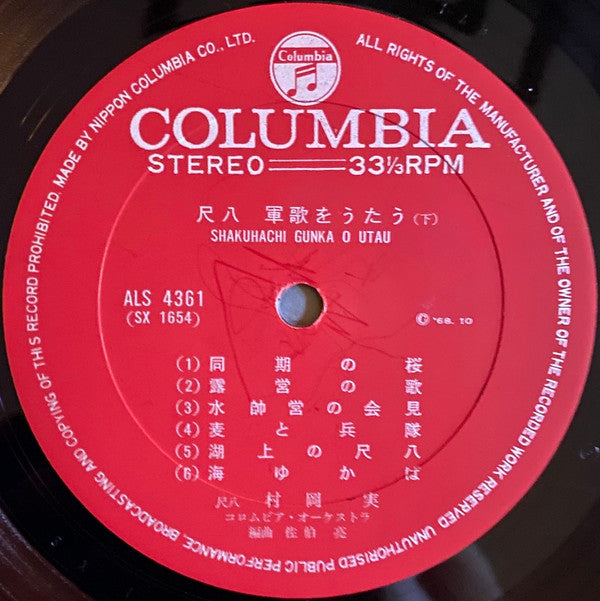 Columbia
COLUMBIA
STEREO 33⅓RPM
尺八 軍歌をうたう(下)
SHAKUHACHI GUNKA O UTAU
ALS 4361
(SX 1654)
Ⓖ '68. 10
(1)同期の桜
(2)露営の歌
(3)水帥営の会見
(4)麦と兵隊
(5)湖上の尺八
(6)海ゆかば
尺八 村岡 実
コロムビア・オーケストラ
編曲 佐伯 亮
ALL RIGHTS OF THE MANUFACTURER AND OF THE OWNER OF THE RECORDED WORK RESERVED UNAUTHORISED PUBLIC PERFORMANCE, BROADCASTING AND COPYING OF THIS RECORD PROHIBITED. MADE BY NIPPON COLUMBIA CO., LTD.